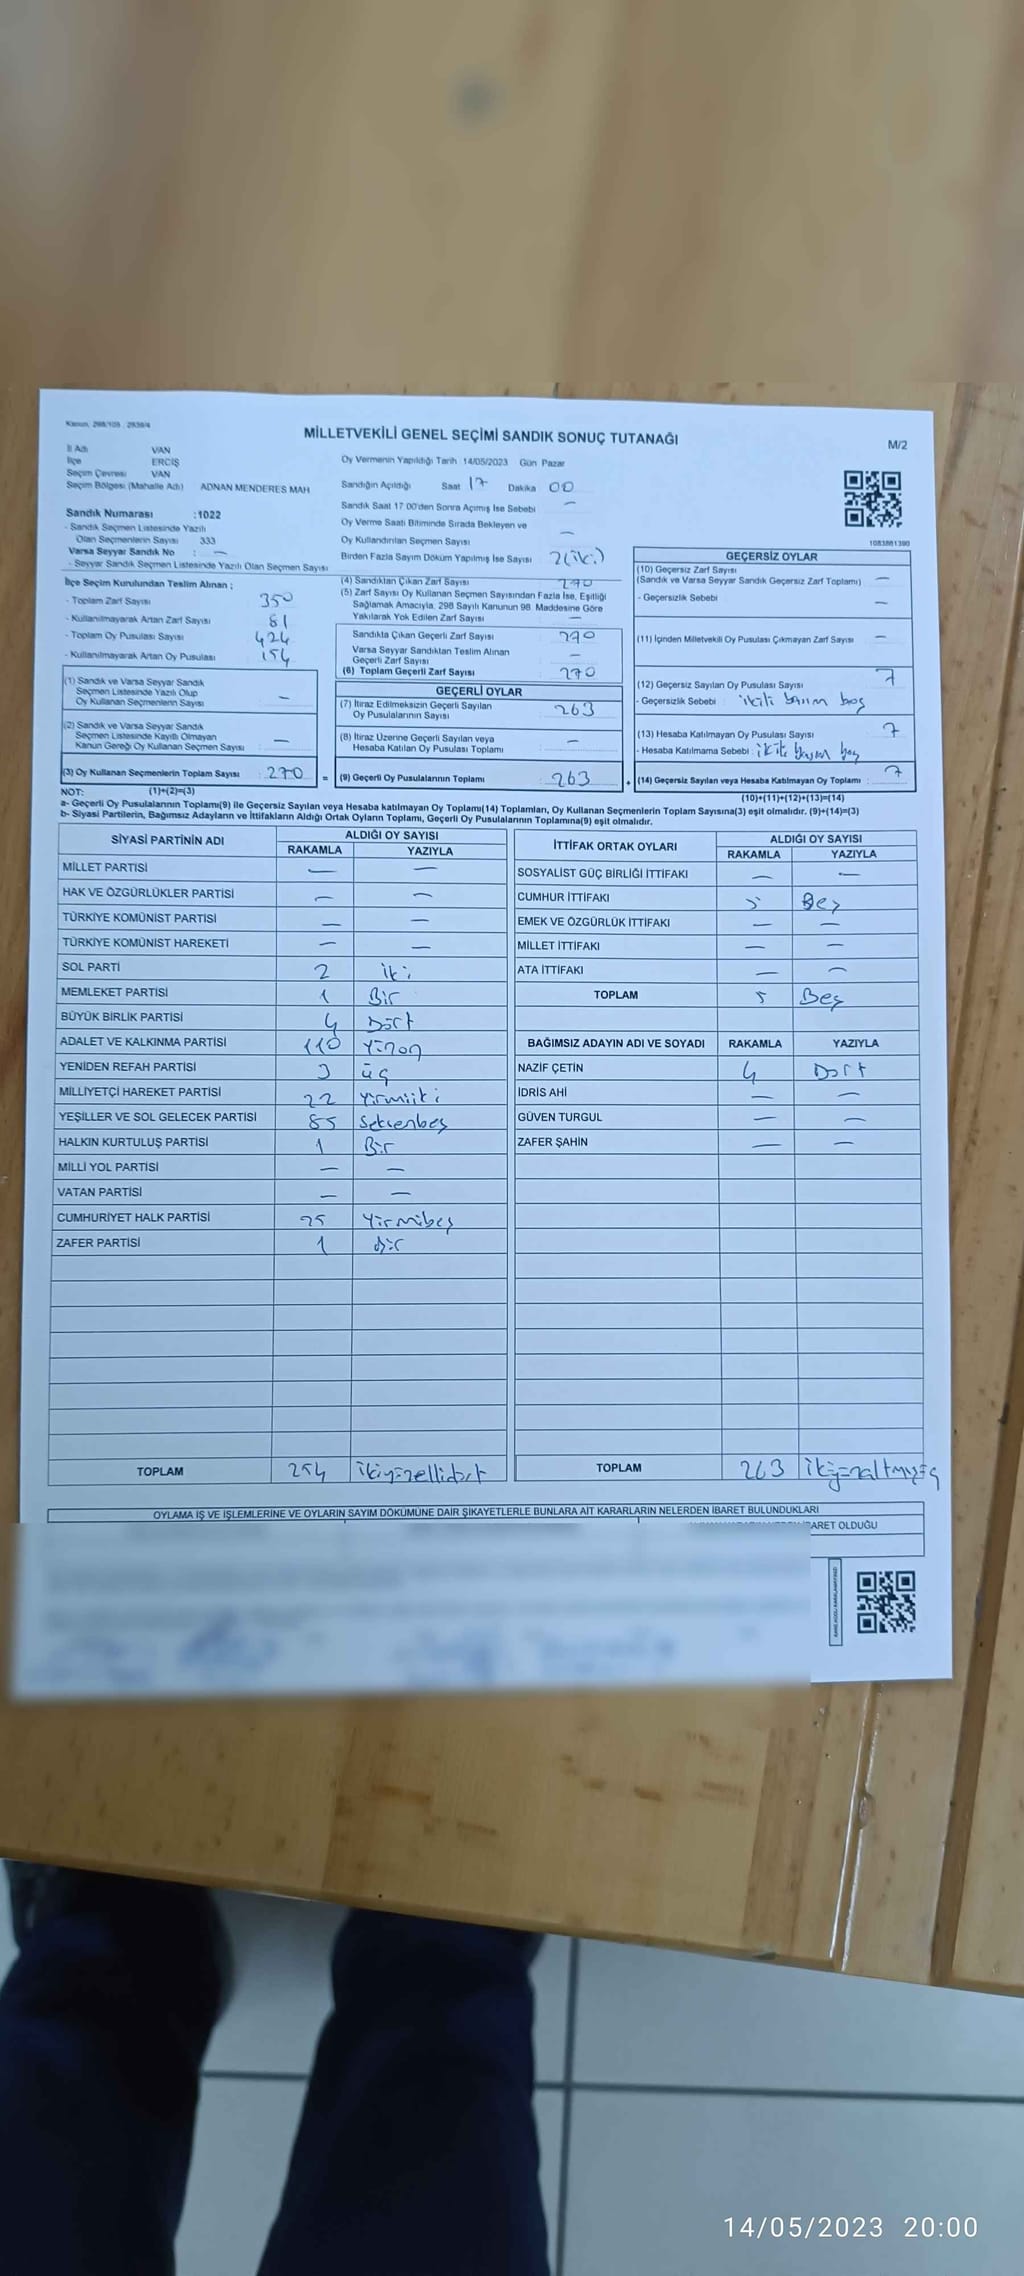 Kanun. 298/105 : 2839/4
MİLLETVEKİLİ GENEL SEÇİMİ SANDIK SONUÇ TUTANAĞI
M/2
İl Adı VAN
İlçe ERCİŞ
Seçim Çevresi VAN
Seçim Bölgesi (Mahalle Adı) ADNAN MENDERES MAH
Sandık Numarası :1022
- Sandık Seçmen Listesinde Yazılı
Olan Seçmenlerin Sayısı 333
Varsa Seyyar Sandık No : —
- Seyyar Sandık Seçmen Listesinde Yazılı Olan Seçmen Sayısı
Oy Vermenin Yapıldığı Tarih 14/05/2023 Gün Pazar
Sandığın Açıldığı Saat 17 Dakika 00
Sandık Saat 17 00'den Sonra Açımış İse Sebebi —
Oy Verme Saati Bitiminde Sırada Bekleyen ve
Oy Kullandırılan Seçmen Sayısı —
Birden Fazla Sayım Döküm Yapılmış İse Sayısı 2(iki)
1083861390
İlçe Seçim Kurulundan Teslim Alınan ;
- Toplam Zarf Sayısı 350
- Kullanılmayarak Artan Zarf Sayısı 81
- Toplam Oy Pusulası Sayısı 424
- Kullanılmayarak Artan Oy Pusulası 154
(1) Sandık ve Varsa Seyyar Sandık
Seçmen Listesinde Yazılı Olup
Oy Kullanan Seçmenlerin Sayısı —
(2) Sandık ve Varsa Seyyar Sandık
Seçmen Listesinde Kayıtlı Olmayan
Kanun Gereği Oy Kullanan Seçmen Sayısı —
(3) Oy Kullanan Seçmenlerin Toplam Sayısı : 270 =
(4) Sandıktan Çıkan Zarf Sayısı 270
(5) Zarf Sayısı Oy Kullanan Seçmen Sayısından Fazla İse, Eşitliği
Sağlamak Amacıyla, 298 Sayılı Kanunun 98. Maddesine Göre
Yakılarak Yok Edilen Zarf Sayısı —
Sandıkta Çıkan Geçerli Zarf Sayısı 270
Varsa Seyyar Sandıktan Teslim Alınan
Geçerli Zarf Sayısı —
(6) Toplam Geçerli Zarf Sayısı 270
GEÇERLİ OYLAR
(7) İtiraz Edilmeksizin Geçerli Sayılan
Oy Pusulalarının Sayısı 263
(8) İtiraz Üzerine Geçerli Sayılan veya
Hesaba Katılan Oy Pusulası Toplamı —
(9) Geçerli Oy Pusulalarının Toplamı : 263 +
GEÇERSİZ OYLAR
(10) Geçersiz Zarf Sayısı
(Sandık ve Varsa Seyyar Sandık Geçersiz Zarf Toplamı) —
- Geçersizlik Sebebi —
(11) İçinden Milletvekili Oy Pusulası Çıkmayan Zarf Sayısı —
(12) Geçersiz Sayılan Oy Pusulası Sayısı 7
- Geçersizlik Sebebi : ikili boş
(13) Hesaba Katılmayan Oy Pusulası Sayısı 7
- Hesaba Katılmama Sebebi : boş
(14) Geçersiz Sayılan veya Hesaba Katılmayan Oy Toplamı : 7
NOT: (1)+(2)=(3)
(10)+(11)+(12)+(13)=(14)
a- Geçerli Oy Pusulalarının Toplamı(9) ile Geçersiz Sayılan veya Hesaba katılmayan Oy Toplamı(14) Toplamları, Oy Kullanan Seçmenlerin Toplam Sayısına(3) eşit olmalıdır. (9)+(14)=(3)
b- Siyasi Partilerin, Bağımsız Adayların ve İttifakların Aldığı Ortak Oyların Toplamı, Geçerli Oy Pusulalarının Toplamına(9) eşit olmalıdır.
SİYASİ PARTİNİN ADI ALDIĞI OY SAYISI
RAKAMLA YAZIYLA
MİLLET PARTİSİ — —
HAK VE ÖZGÜRLÜKLER PARTİSİ — —
TÜRKİYE KOMÜNİST PARTİSİ — —
TÜRKİYE KOMÜNİST HAREKETİ — —
SOL PARTİ 2 iki
MEMLEKET PARTİSİ 1 Bir
BÜYÜK BİRLİK PARTİSİ 4 Dört
ADALET VE KALKINMA PARTİSİ 110 Yüzon
YENİDEN REFAH PARTİSİ 3 üç
MİLLİYETÇİ HAREKET PARTİSİ 22 Yirmiiki
YEŞİLLER VE SOL GELECEK PARTİSİ 85 Seksenbeş
HALKIN KURTULUŞ PARTİSİ 1 Bir
MİLLİ YOL PARTİSİ — —
VATAN PARTİSİ — —
CUMHURİYET HALK PARTİSİ 25 Yirmibeş
ZAFER PARTİSİ 1 Bir
TOPLAM 254 ikiyüzellidört
İTTİFAK ORTAK OYLARI ALDIĞI OY SAYISI
RAKAMLA YAZIYLA
SOSYALİST GÜÇ BİRLİĞİ İTTİFAKI — —
CUMHUR İTTİFAKI 5 Beş
EMEK VE ÖZGÜRLÜK İTTİFAKI — —
MİLLET İTTİFAKI — —
ATA İTTİFAKI — —
TOPLAM 5 Beş
BAĞIMSIZ ADAYIN ADI VE SOYADI RAKAMLA YAZIYLA
NAZİF ÇETİN 4 Dört
İDRİS AHİ — —
GÜVEN TURGUL — —
ZAFER ŞAHİN — —
TOPLAM 263 ikiyüzaltmışüç
OYLAMA İŞ VE İŞLEMLERİNE VE OYLARIN SAYIM DÖKÜMÜNE DAİR ŞİKAYETLERLE BUNLARA AİT KARARLARIN NELERDEN İBARET BULUNDUKLARI
BARET OLDUĞU
14/05/2023 20:00